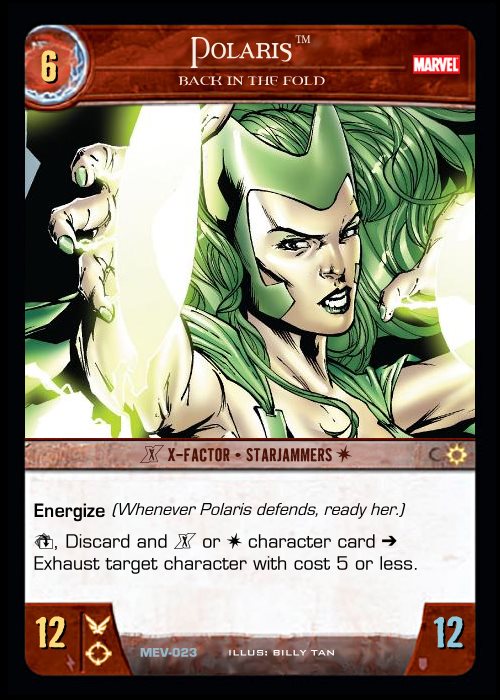 6
POLARIS™
BACK IN THE FOLD
MARVEL
X-FACTOR • STARJAMMERS
C
Energize (Whenever Polaris defends, ready her.)
, Discard and X or ✷ character card ➔
Exhaust target character with cost 5 or less.
12
MEV-023 ILLUS: BILLY TAN
12